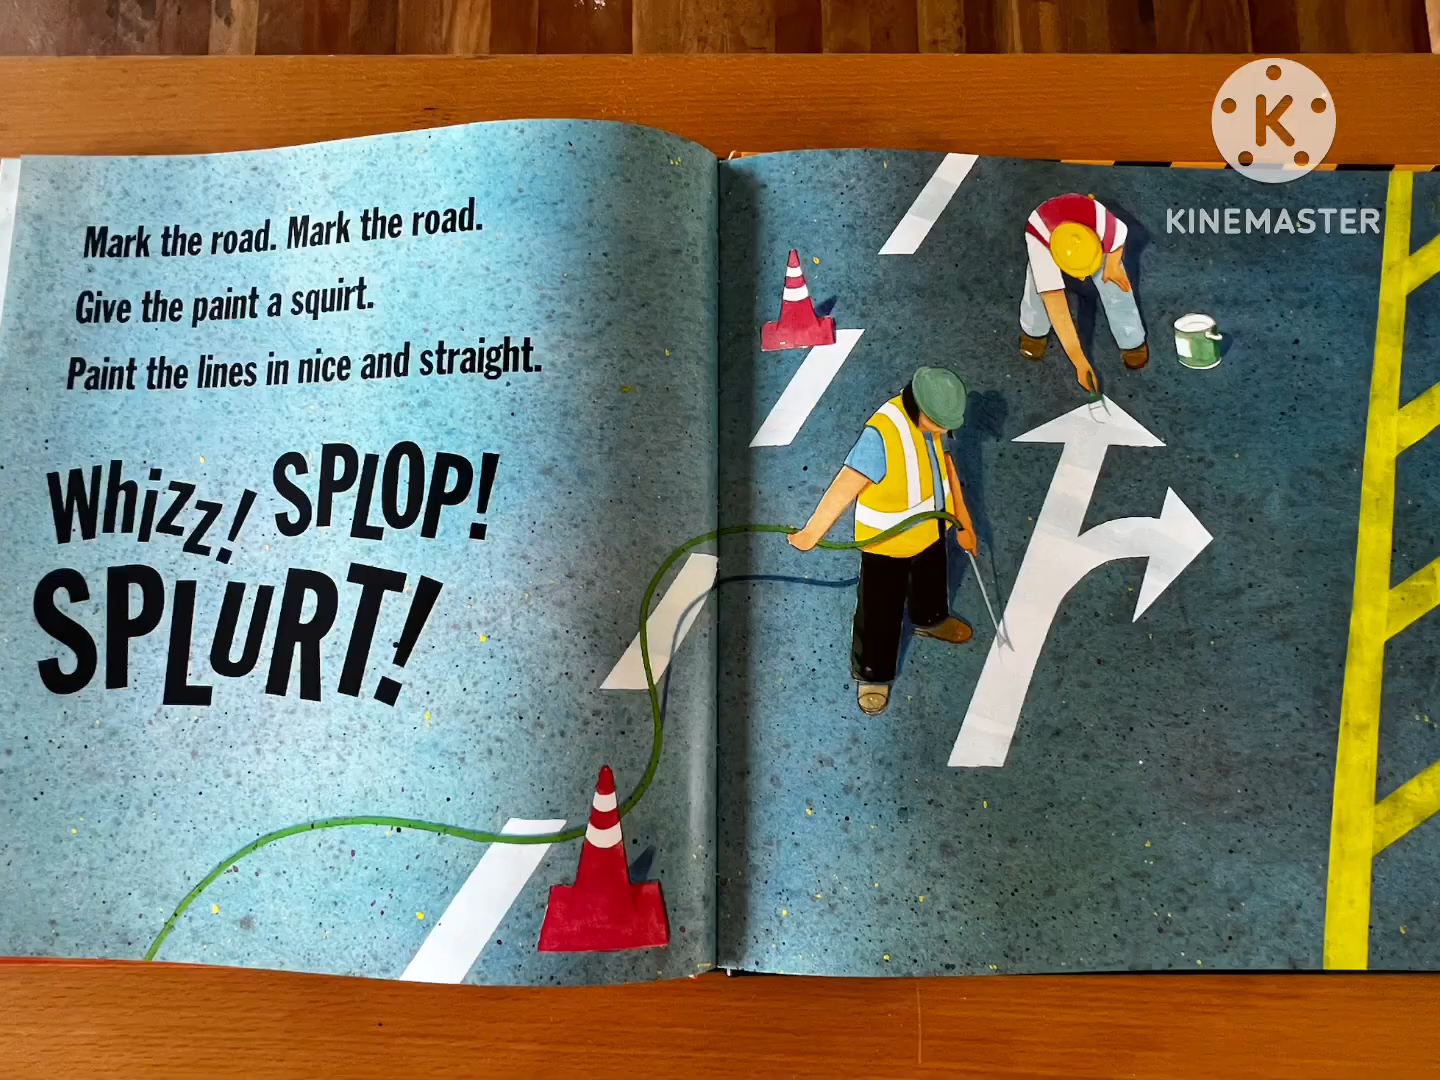 Mark the road. Mark the road.
Give the paint a squirt.
Paint the lines in nice and straight.
Whizz! SPLOP!
SPLURT!
K
KINEMASTER